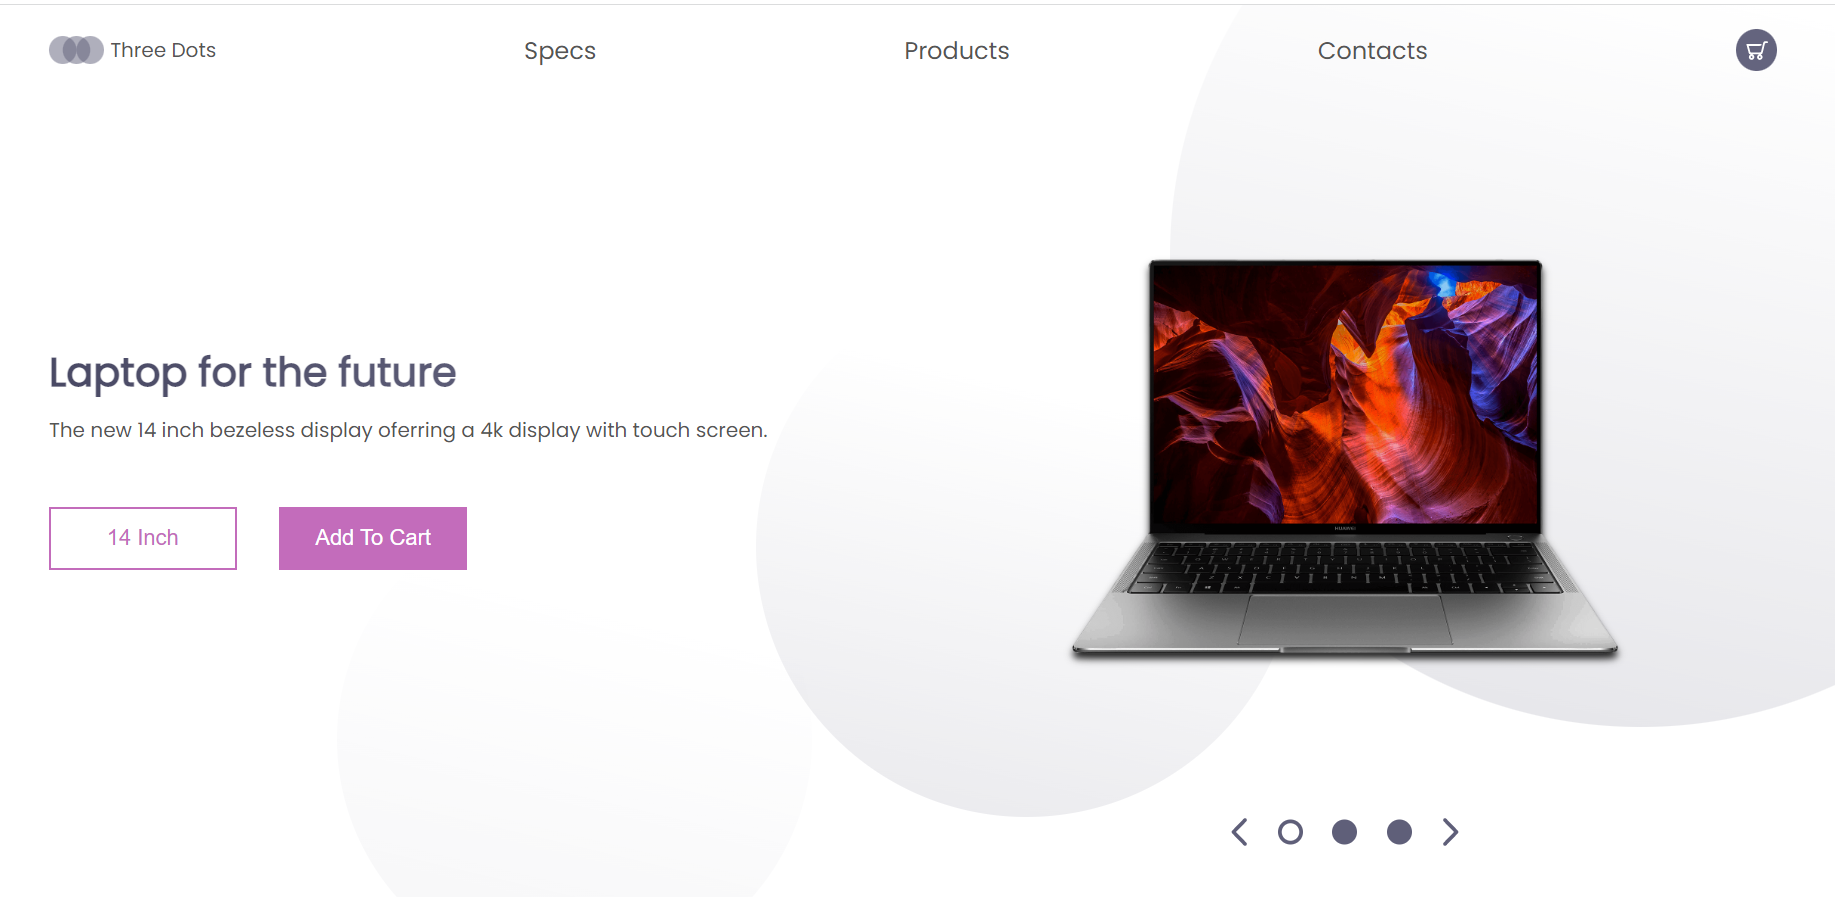 Three Dots
Specs
Products
Contacts
Laptop for the future
The new 14 inch bezeless display oferring a 4k display with touch screen.
14 Inch
Add To Cart
HUAWEI